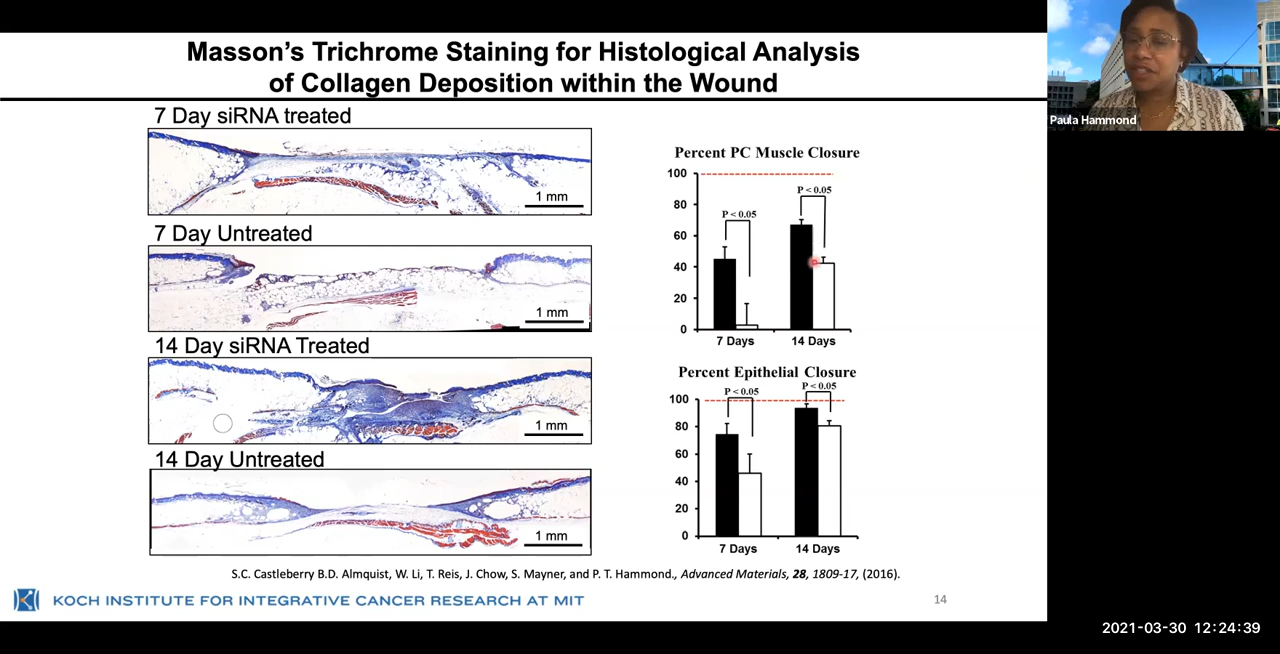 Masson's Trichrome Staining for Histological Analysis
of Collagen Deposition within the Wound
7 Day siRNA treated
1 mm
7 Day Untreated
1 mm
14 Day siRNA Treated
1 mm
14 Day Untreated
1 mm
Percent PC Muscle Closure
100
80
60
40
20
0
P < 0.05
P < 0.05
7 Days
14 Days
Percent Epithelial Closure
100
80
60
40
20
0
P < 0.05
P < 0.05
7 Days
14 Days
S.C. Castleberry B.D. Almquist, W. Li, T. Reis, J. Chow, S. Mayner, and P. T. Hammond., Advanced Materials, 28, 1809-17, (2016).
KOCH INSTITUTE FOR INTEGRATIVE CANCER RESEARCH AT MIT
14
Paula Hammond
2021-03-30 12:24:39